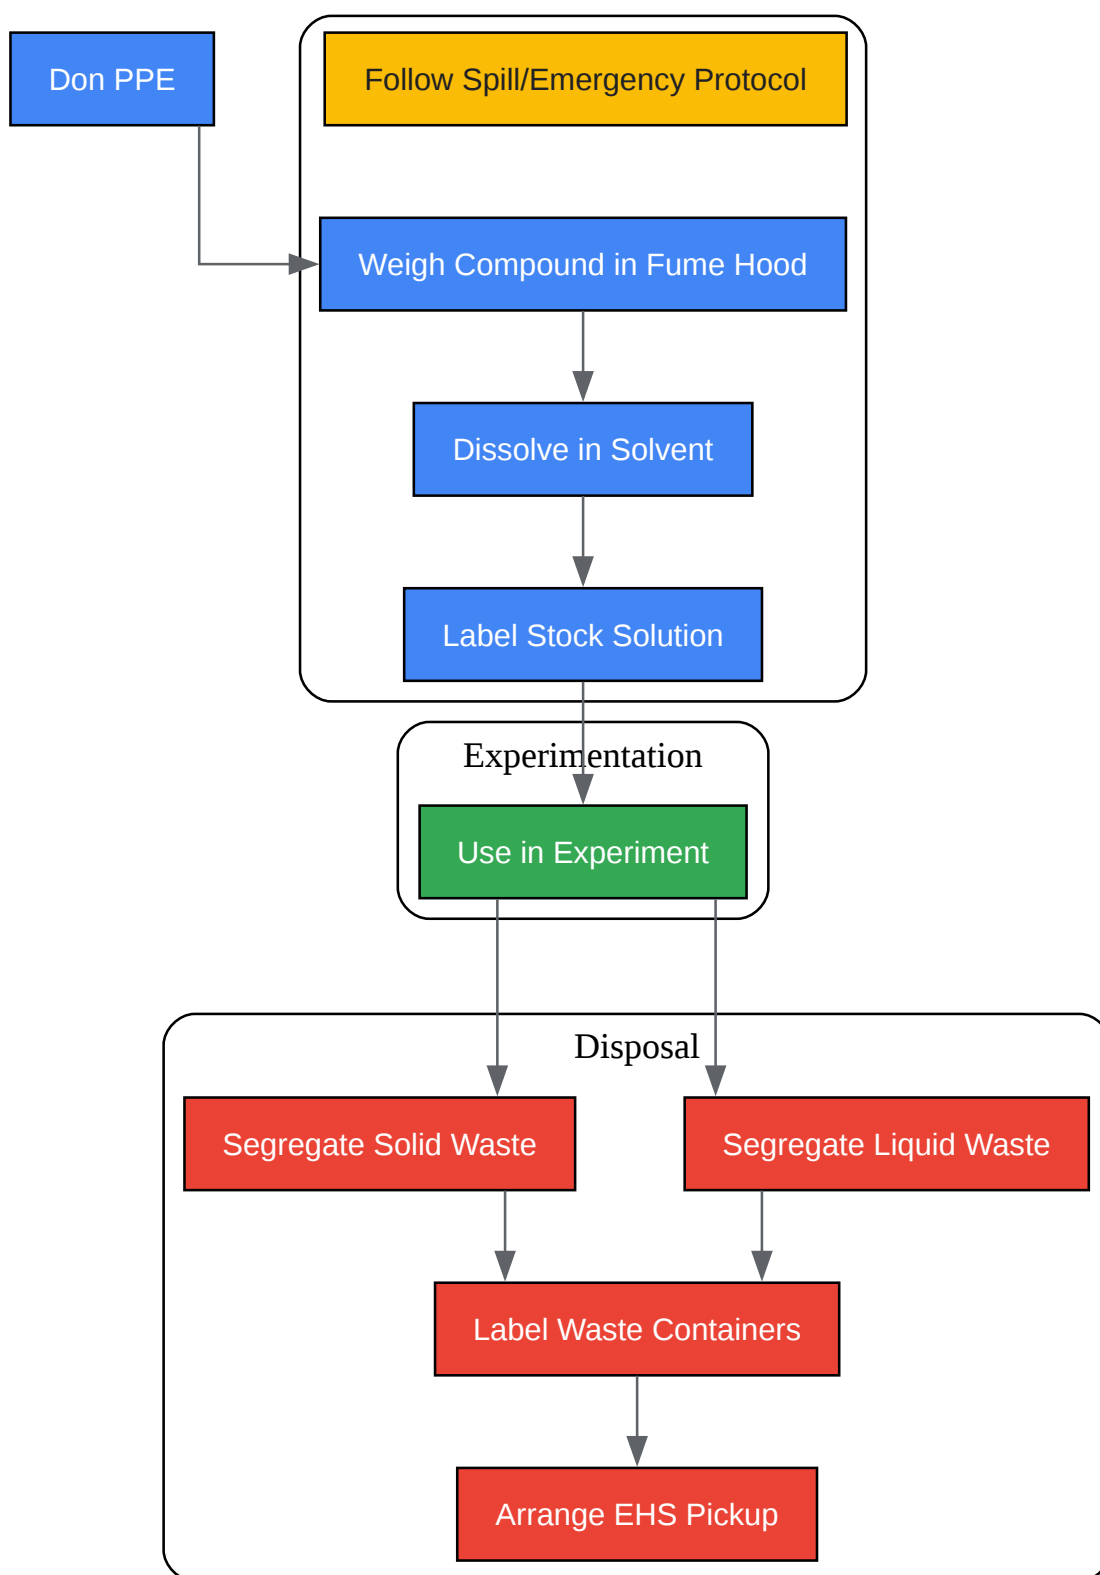 Don PPE
Follow Spill/Emergency Protocol
Weigh Compound in Fume Hood
Dissolve in Solvent
Label Stock Solution
Experimentation
Use in Experiment
Disposal
Segregate Solid Waste
Segregate Liquid Waste
Label Waste Containers
Arrange EHS Pickup